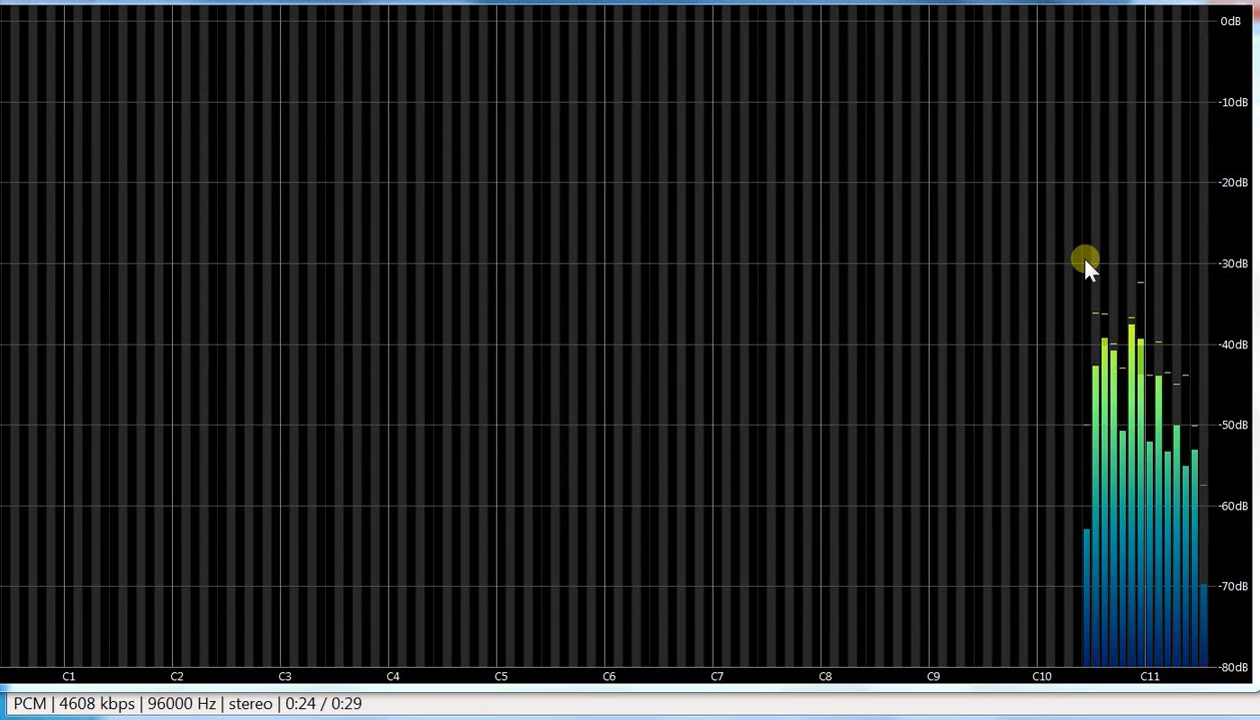 0dB
-10dB
-20dB
-30dB
-40dB
-50dB
-60dB
-70dB
-80dB
C1 C2 C3 C4 C5 C6 C7 C8 C9 C10 C11
PCM | 4608 kbps | 96000 Hz | stereo | 0:24 / 0:29